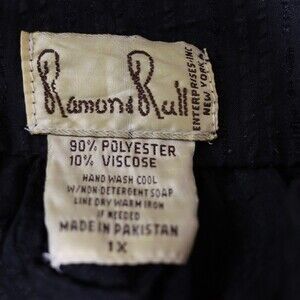 Ramona Rull
ENTERPRISES·INC
NEW YORK
90% POLYESTER
10% VISCOSE
HAND WASH COOL
W/NON-DETERGENT SOAP
LINE DRY WARM IRON
IF NEEDED
MADE IN PAKISTAN
1X